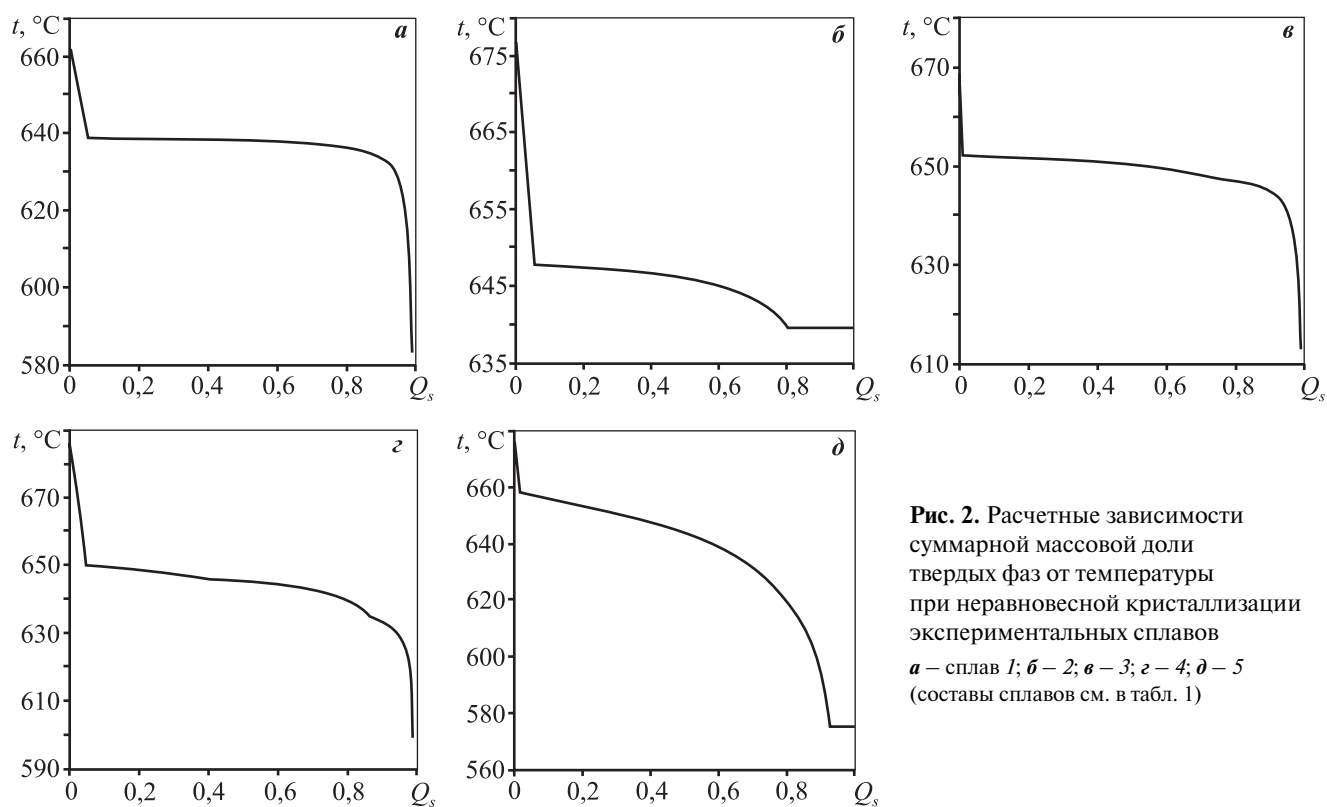 t, °C
а
660
640
620
600
580
0 0,2 0,4 0,6 0,8 Qs
t, °C
б
675
665
655
645
635
0 0,2 0,4 0,6 0,8 Qs
t, °C
в
670
650
630
610
0 0,2 0,4 0,6 0,8 Qs
t, °C
г
670
650
630
610
590
0 0,2 0,4 0,6 0,8 Qs
t, °C
д
660
640
620
600
580
560
0 0,2 0,4 0,6 0,8 Qs
Рис. 2. Расчетные зависимости
суммарной массовой доли
твердых фаз от температуры
при неравновесной кристаллизации
экспериментальных сплавов
а – сплав 1; б – 2; в – 3; г – 4; д – 5
(составы сплавов см. в табл. 1)